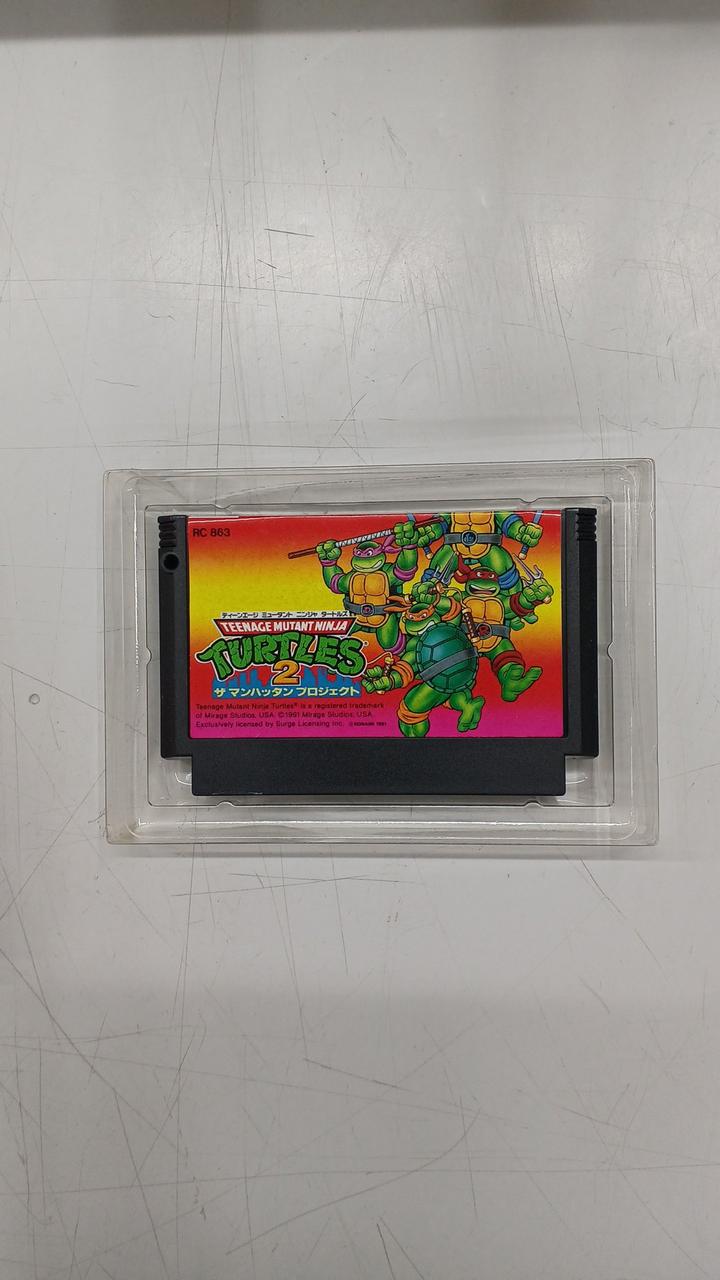 RC 863
ティーンエージ ミュータント ニンジャ タートルズ
TEENAGE MUTANT NINJA
TURTLES
2
ザ マンハッタン プロジェクト
Teenage Mutant Ninja Turtles® is a registered trademark
of Mirage Studios, USA. ©1991 Mirage Studios, USA.
Exclusively licensed by Surge Licensing Inc. © KONAMI 1991